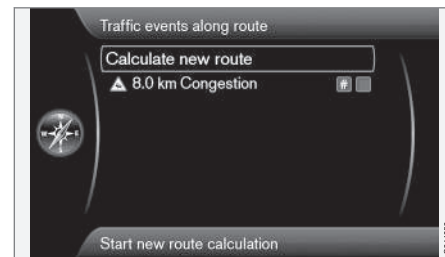 Traffic events along route
Calculate new route
8.0 km Congestion #
Start new route calculation